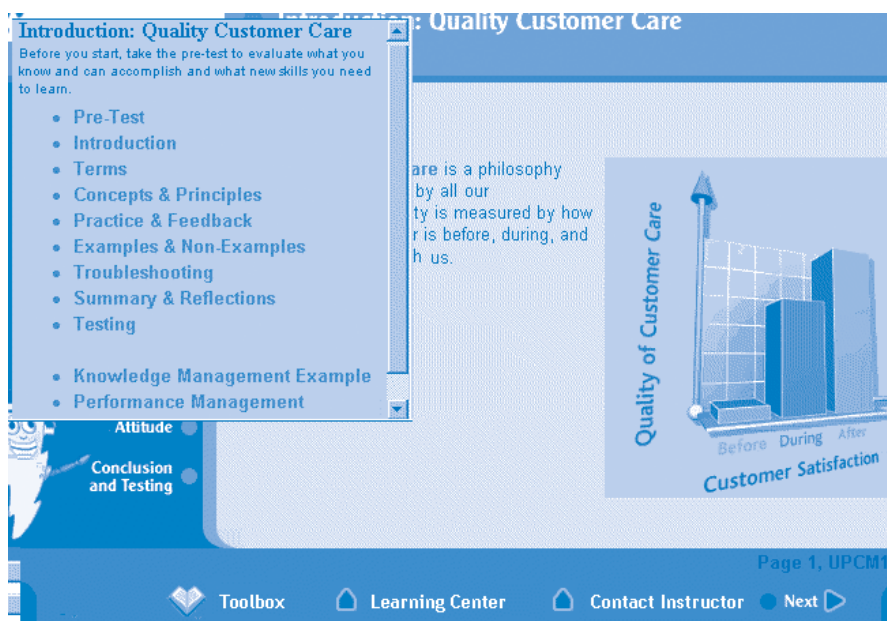 Introduction: Quality Customer Care
Before you start, take the pre-test to evaluate what you
know and can accomplish and what new skills you need
to learn.
• Pre-Test
• Introduction
• Terms
• Concepts & Principles
• Practice & Feedback
• Examples & Non-Examples
• Troubleshooting
• Summary & Reflections
• Testing
• Knowledge Management Example
• Performance Management
: Quality Customer Care
are is a philosophy
by all our
ty is measured by how
r is before, during, and
h us.
Quality of Customer Care
Before During After
Customer Satisfaction
Attitude
Conclusion
and Testing
Page 1, UPCM1
Toolbox
Learning Center
Contact Instructor
Next